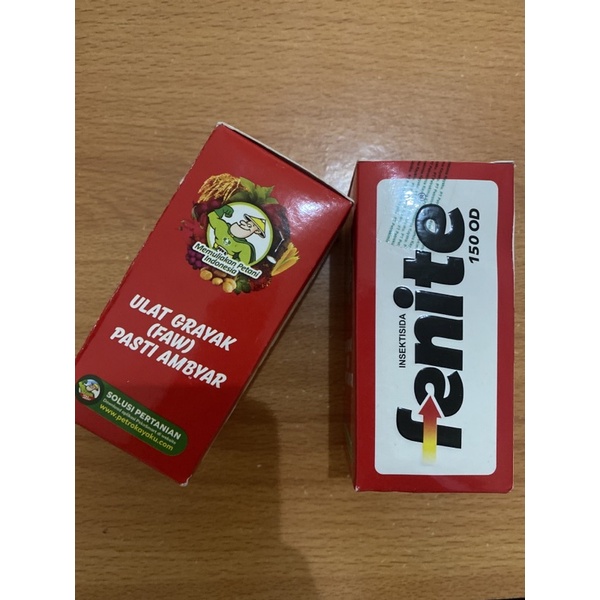 Memuliakan Petani
Indonesia
ULAT GRAYAK
(FAW)
PASTI AMBYAR
SOLUSI PERTANIAN
www.petrokayaku.com
INSEKTISIDA
fenite
150 OD